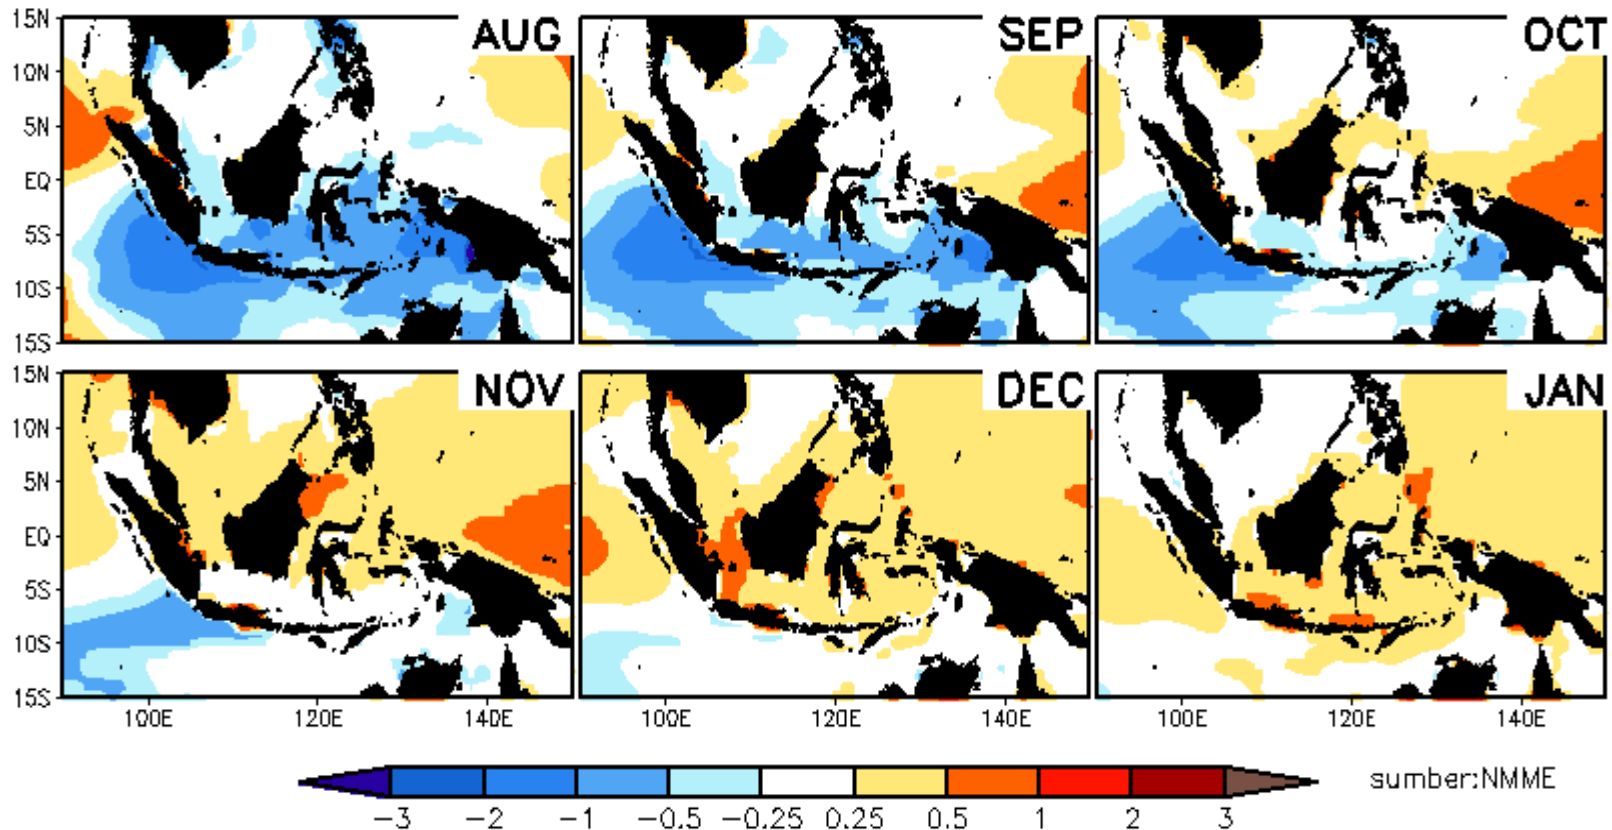 AUG
SEP
OCT
15N
10N
5N
EQ
5S
10S
15S
NOV
DEC
JAN
15N
10N
5N
EQ
5S
10S
15S
100E 120E 140E 100E 120E 140E 100E 120E 140E
-3 -2 -1 -0.5 -0.25 0.25 0.5 1 2 3
sumber:NMME